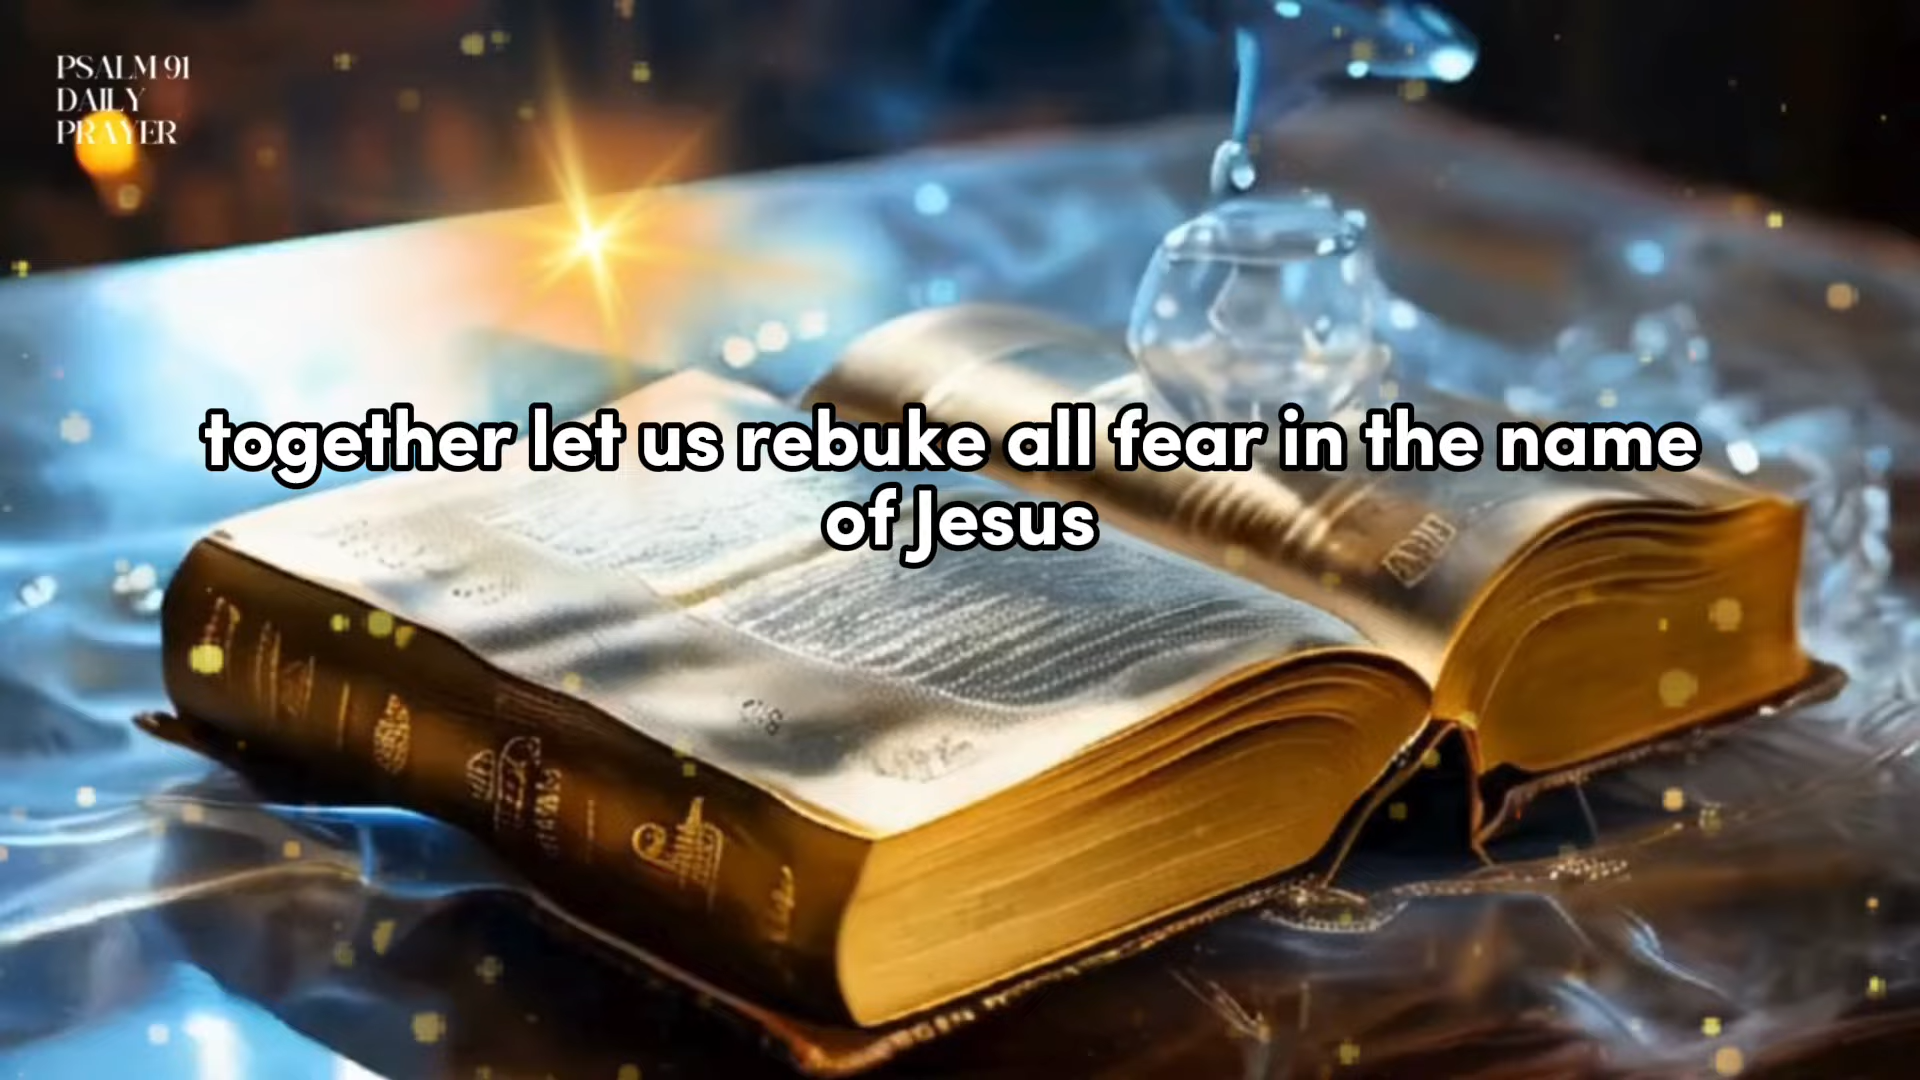 PSALM 91
DAILY
PRAYER
together let us rebuke all fear in the name
of Jesus